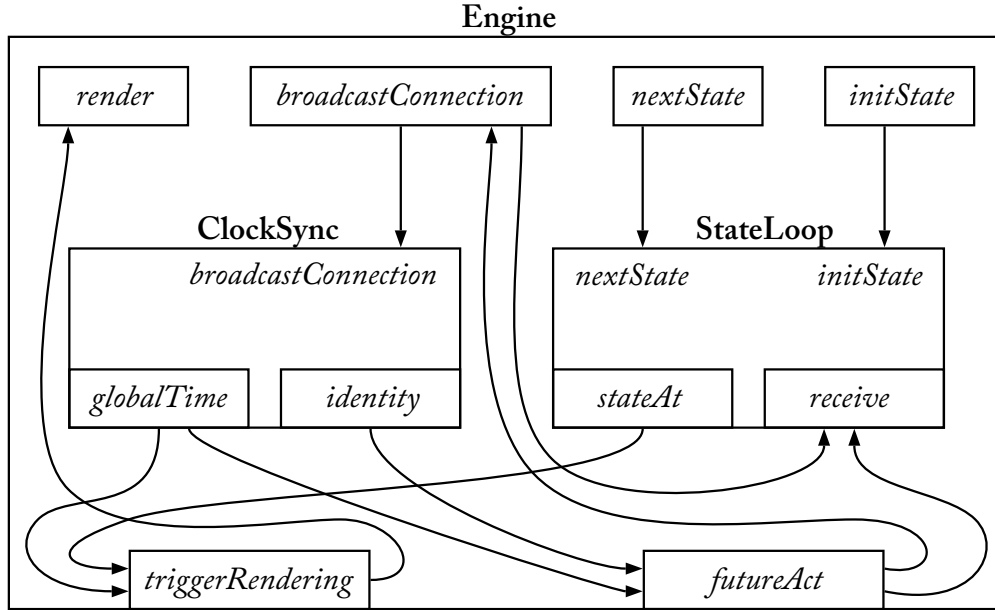 Engine
render
broadcastConnection
nextState
initState
ClockSync
StateLoop
broadcastConnection
nextState
initState
globalTime
identity
stateAt
receive
triggerRendering
futureAct